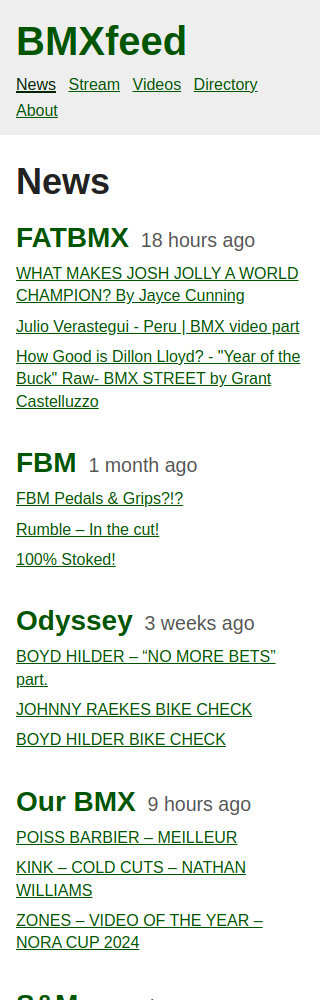 BMXfeed
News Stream Videos Directory
About
News
FATBMX 18 hours ago
WHAT MAKES JOSH JOLLY A WORLD
CHAMPION? By Jayce Cunning
Julio Verastegui - Peru | BMX video part
How Good is Dillon Lloyd? - "Year of the
Buck" Raw- BMX STREET by Grant
Castelluzzo
FBM 1 month ago
FBM Pedals & Grips?!?
Rumble – In the cut!
100% Stoked!
Odyssey 3 weeks ago
BOYD HILDER – “NO MORE BETS”
part.
JOHNNY RAEKES BIKE CHECK
BOYD HILDER BIKE CHECK
Our BMX 9 hours ago
POISS BARBIER – MEILLEUR
KINK – COLD CUTS – NATHAN
WILLIAMS
ZONES – VIDEO OF THE YEAR –
NORA CUP 2024
S&M